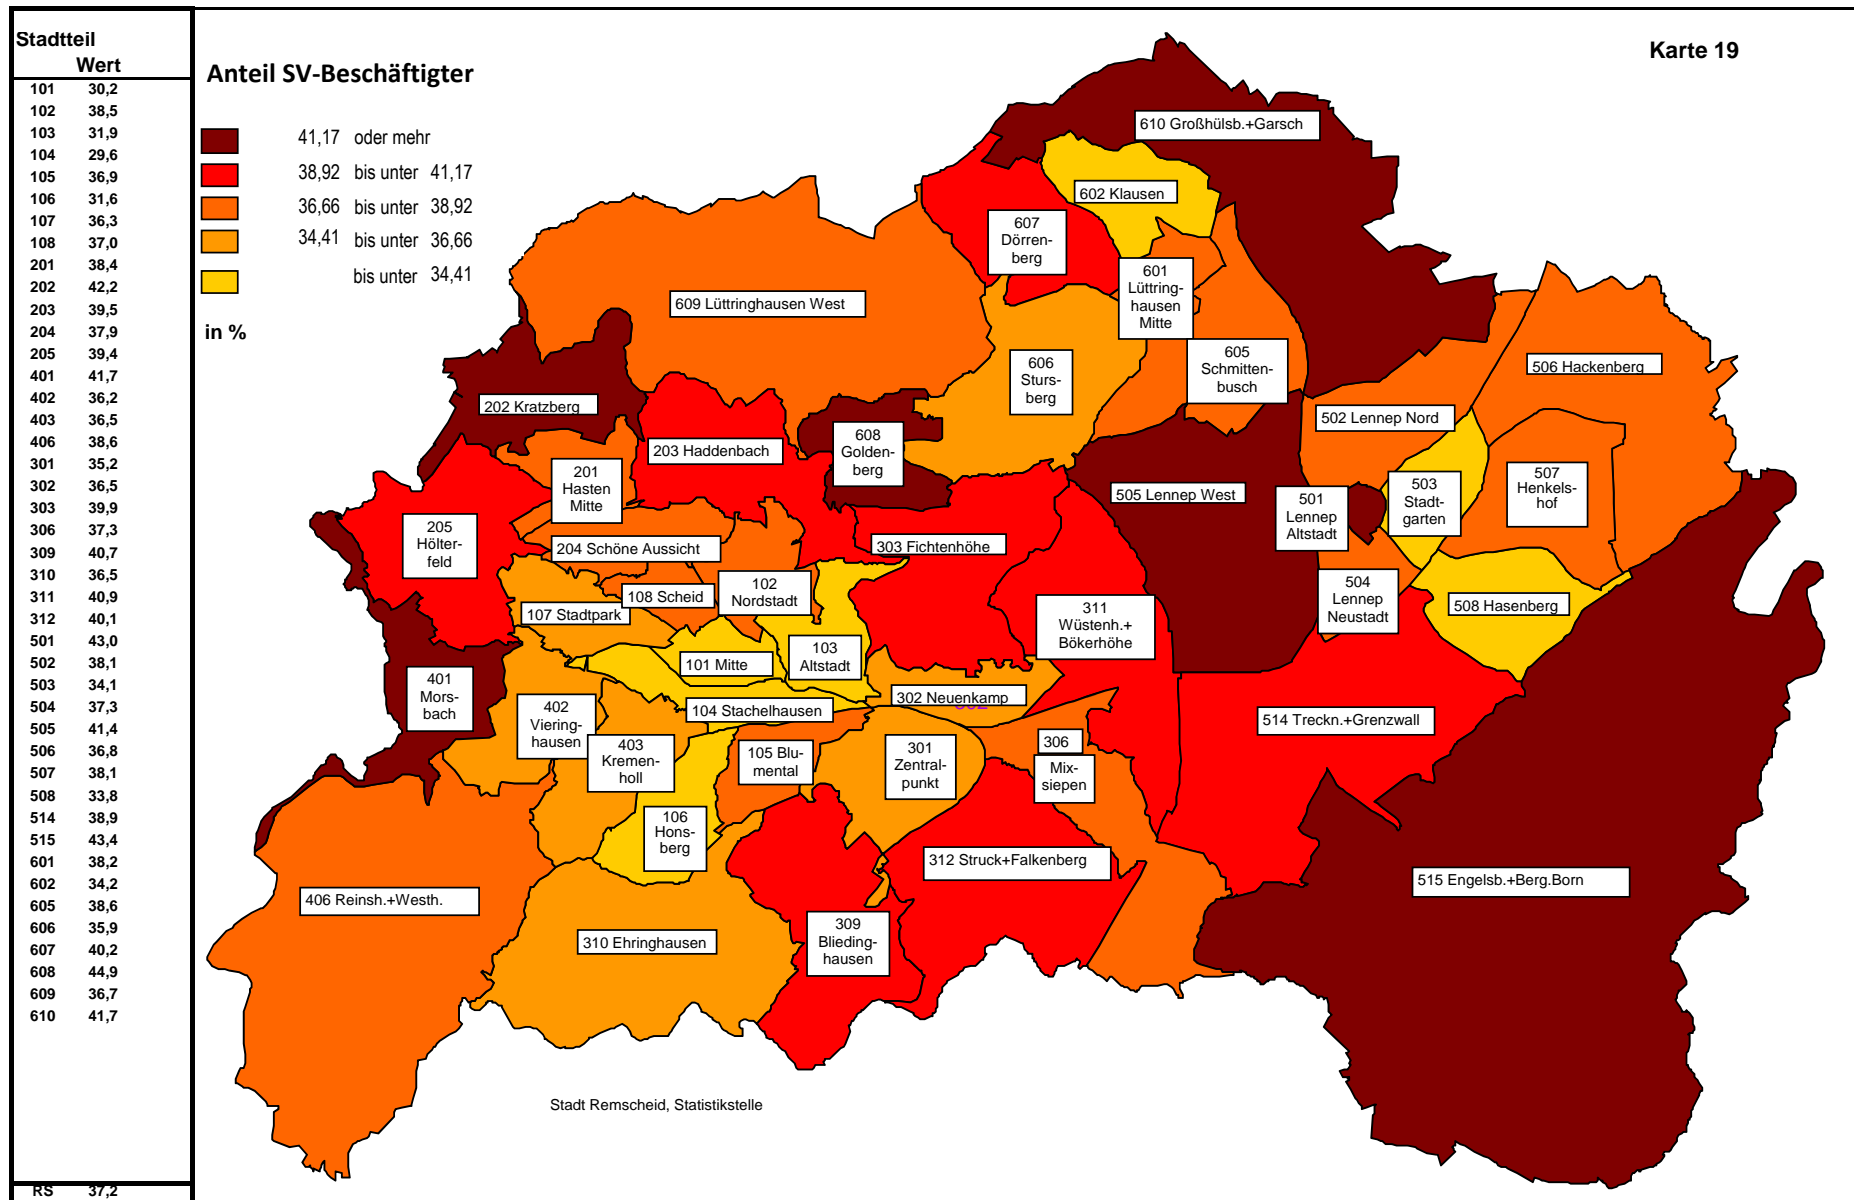 Stadtteil
Wert
101 30,2
102 38,5
103 31,9
104 29,6
105 36,9
106 31,6
107 36,3
108 37,0
201 38,4
202 42,2
203 39,5
204 37,9
205 39,4
401 41,7
402 36,2
403 36,5
406 38,6
301 35,2
302 36,5
303 39,9
306 37,3
309 40,7
310 36,5
311 40,9
312 40,1
501 43,0
502 38,1
503 34,1
504 37,3
505 41,4
506 36,8
507 38,1
508 33,8
514 38,9
515 43,4
601 38,2
602 34,2
605 38,6
606 35,9
607 40,2
608 44,9
609 36,7
610 41,7
RS 37,2
Anteil SV-Beschäftigter
41,17 oder mehr
38,92 bis unter 41,17
36,66 bis unter 38,92
34,41 bis unter 36,66
bis unter 34,41
in %
Karte 19
610 Großhülsb.+Garsch
602 Klausen
607
Dörren-
berg
601
Lüttring-
hausen
Mitte
609 Lüttringhausen West
605
Schmitten-
busch
606
Sturs-
berg
506 Hackenberg
502 Lennep Nord
202 Kratzberg
203 Haddenbach
608
Golden-
berg
201
Hasten
Mitte
505 Lennep West
501
Lennep
Altstadt
503
Stadt-
garten
507
Henkels-
hof
205
Hölter-
feld
204 Schöne Aussicht
303 Fichtenhöhe
102
Nordstadt
108 Scheid
107 Stadtpark
504
Lennep
Neustadt
508 Hasenberg
311
Wüstenh.+
Bökerhöhe
103
Altstadt
101 Mitte
401
Mors-
bach
302 Neuenkamp
104 Stachelhausen
402
Viering-
hausen
514 Treckn.+Grenzwall
403
Kremen-
holl
105 Blu-
mental
301
Zentral-
punkt
306
Mix-
siepen
106
Hons-
berg
312 Struck+Falkenberg
515 Engelsb.+Berg.Born
406 Reinsh.+Westh.
310 Ehringhausen
309
Blieding-
hausen
Stadt Remscheid, Statistikstelle